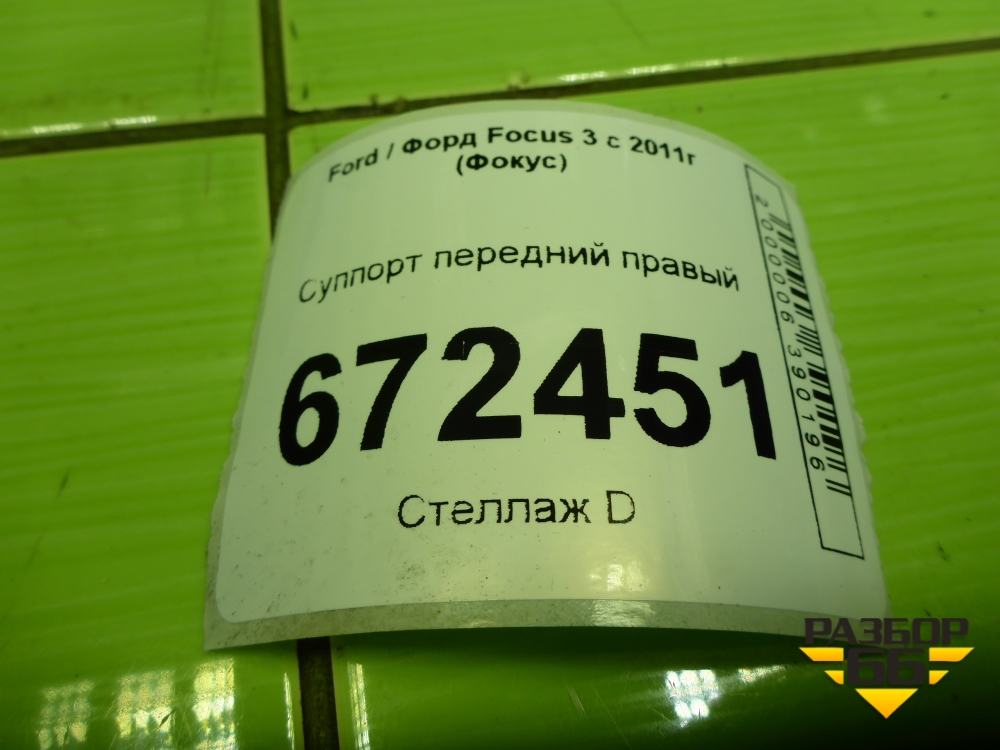 Ford / Форд Focus 3 с 2011г
(Фокус)
Суппорт передний правый
672451
Стеллаж D
2000006390196
РАЗБОР
66